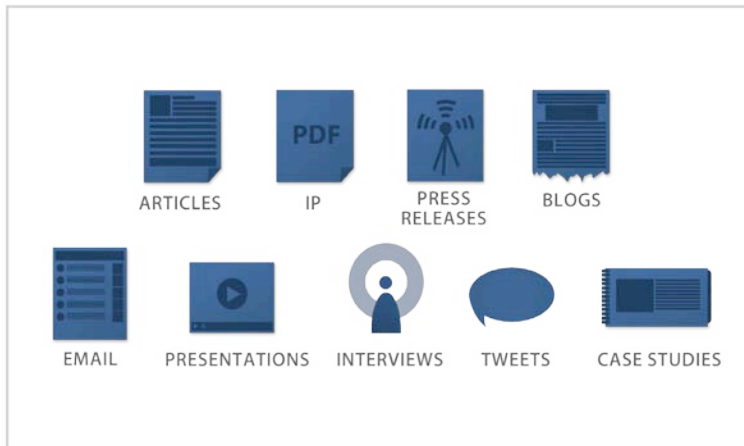 PDF
ARTICLES
IP
PRESS
RELEASES
BLOGS
EMAIL
PRESENTATIONS
INTERVIEWS
TWEETS
CASE STUDIES